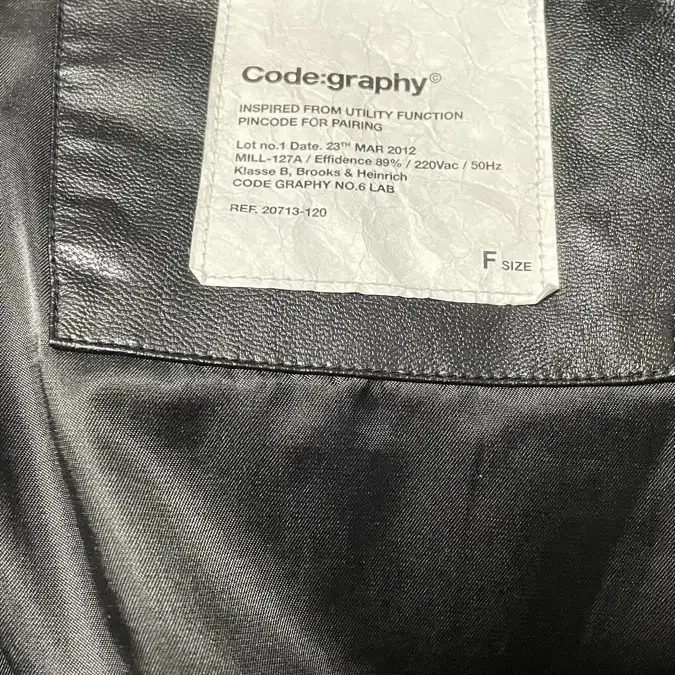 Code:graphy©
INSPIRED FROM UTILITY FUNCTION
PINCODE FOR PAIRING
Lot no.1 Date. 23TH MAR 2012
MILL-127A / Effidence 89% / 220Vac / 50Hz
Klasse B, Brooks & Heinrich
CODE GRAPHY NO.6 LAB
REF. 20713-120
F SIZE